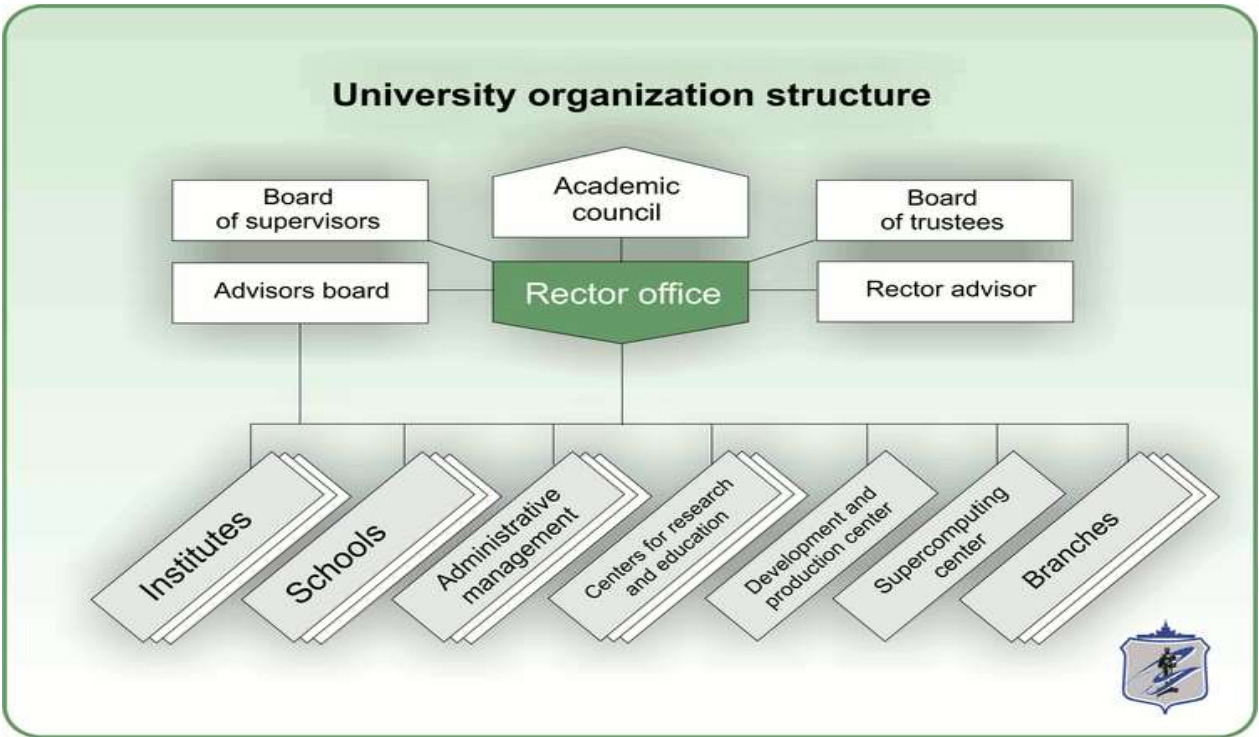 University organization structure
Board
of supervisors
Academic
council
Board
of trustees
Advisors board
Rector office
Rector advisor
Institutes
Schools
Administrative
management
Centers for research
and education
Development and
production center
Supercomputing
center
Branches